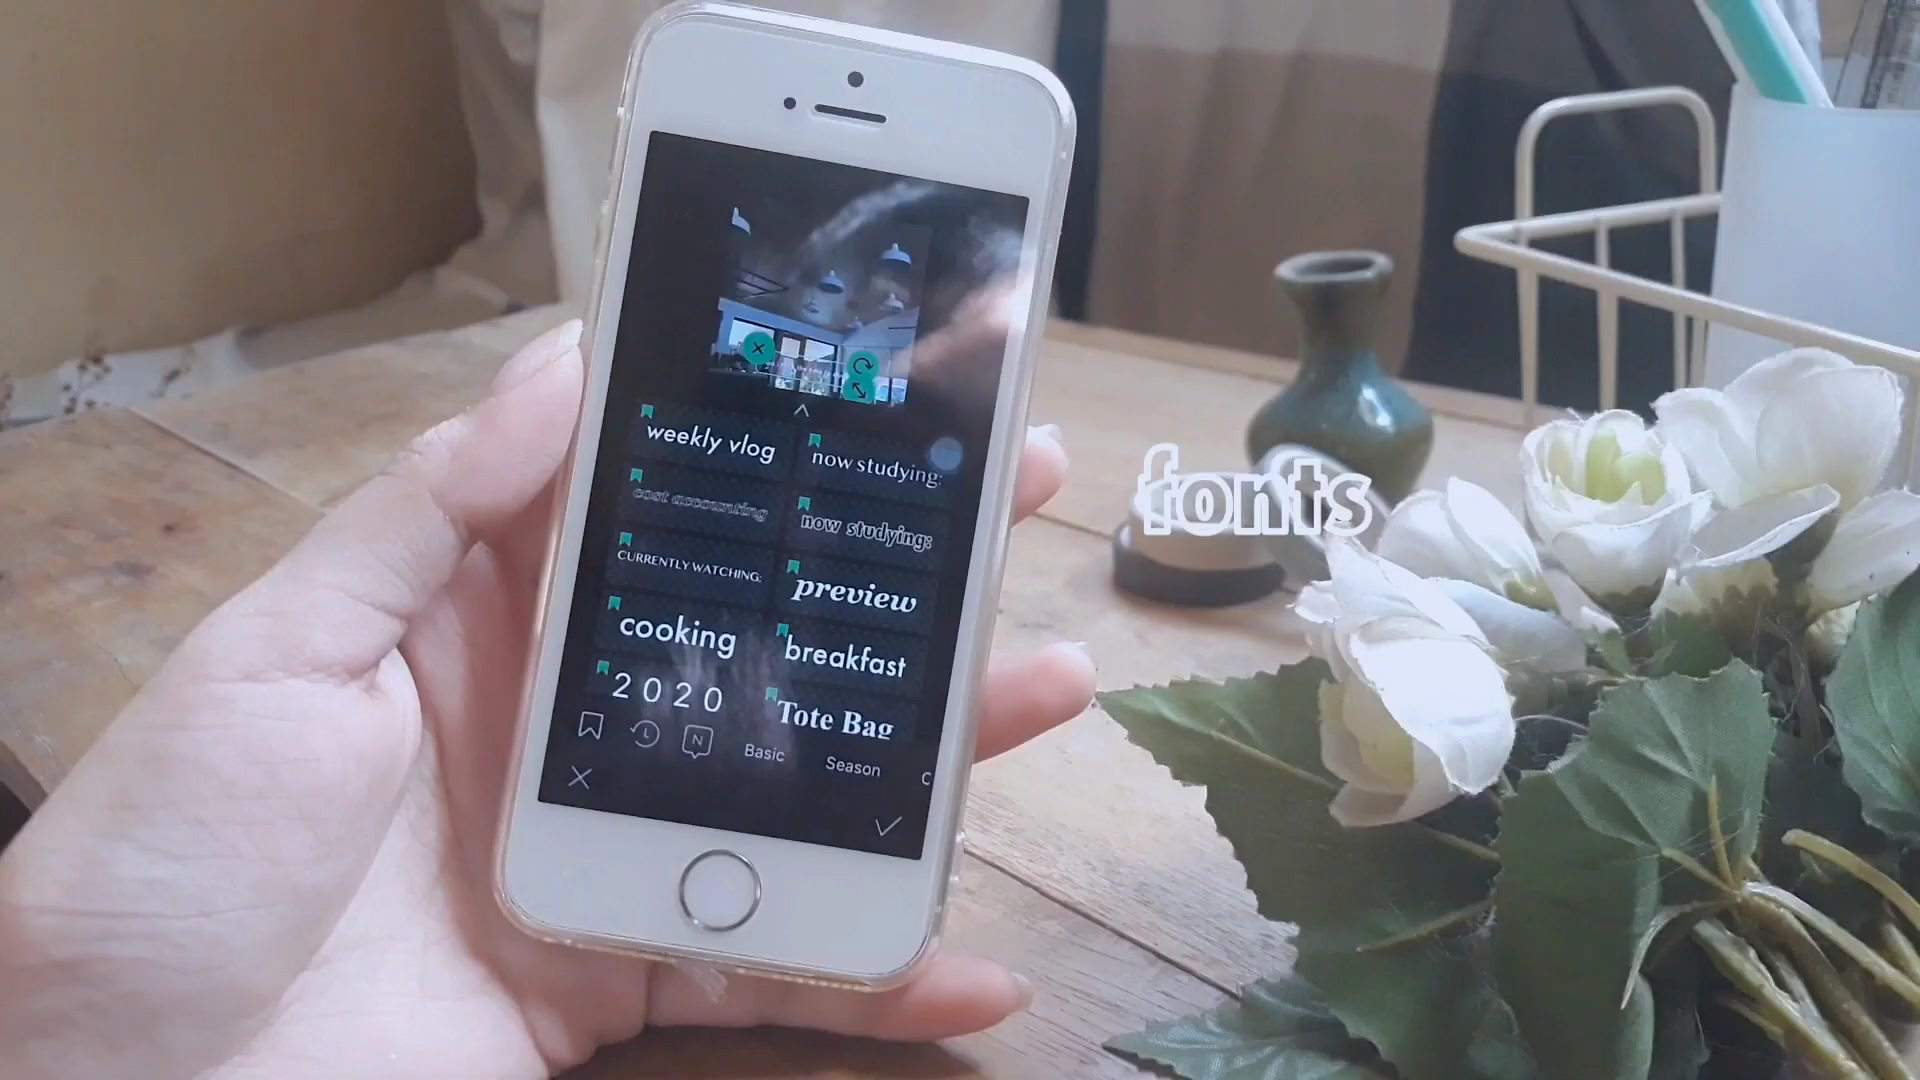 weekly vlog
now studying:
cost accounting
now studying:
CURRENTLY WATCHING:
preview
cooking
breakfast
2020
Tote Bag
N
Basic
Season
C
fonts